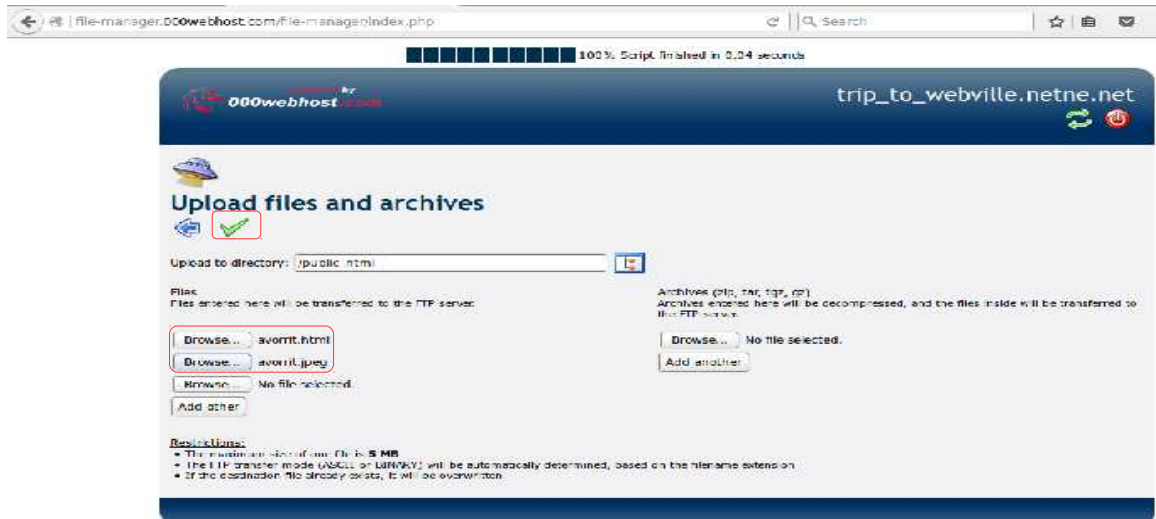 file-manager.000webhost.com/file-manager/index.php
Search
100% Script finished in 0.04 seconds
by
000webhost.com
trip_to_webville.netne.net
Upload files and archives
Upload to directory: /public_html
Files
Files entered here will be transferred to the FTP server.
Browse... avorrit.html
Browse... avorrit.jpeg
Browse... No file selected.
Add other
Archives (zip, tar, tgz, gz)
Archives entered here will be decompressed, and the files inside will be transferred to
the FTP server.
Browse... No file selected.
Add another
Restrictions:
• The maximum size of one file is 5 MB
• The FTP transfer mode (ASCII or BINARY) will be automatically determined, based on the filename extension
• If the destination file already exists, it will be overwritten